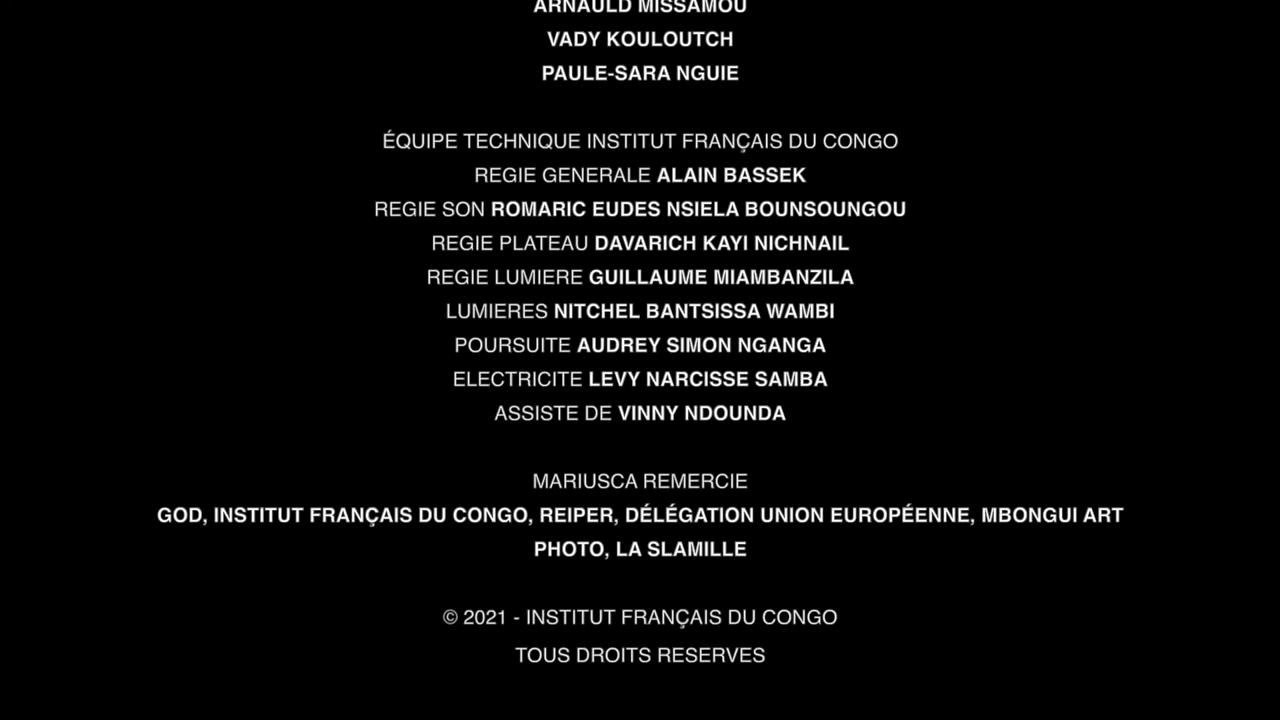 ARNAULD MISSAMOU
VADY KOULOUTCH
PAULE-SARA NGUIE
ÉQUIPE TECHNIQUE INSTITUT FRANÇAIS DU CONGO
REGIE GENERALE ALAIN BASSEK
REGIE SON ROMARIC EUDES NSIELA BOUNSOUNGOU
REGIE PLATEAU DAVARICH KAYI NICHNAIL
REGIE LUMIERE GUILLAUME MIAMBANZILA
LUMIERES NITCHEL BANTSISSA WAMBI
POURSUITE AUDREY SIMON NGANGA
ELECTRICITE LEVY NARCISSE SAMBA
ASSISTE DE VINNY NDOUNDA
MARIUSCA REMERCIE
GOD, INSTITUT FRANÇAIS DU CONGO, REIPER, DÉLÉGATION UNION EUROPÉENNE, MBONGUI ART
PHOTO, LA SLAMILLE
© 2021 - INSTITUT FRANÇAIS DU CONGO
TOUS DROITS RESERVES